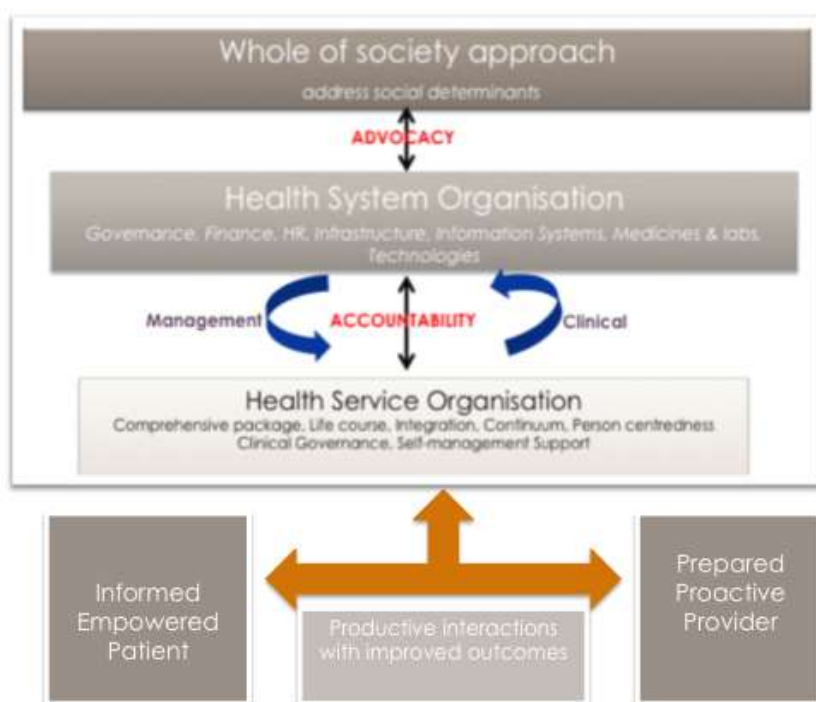 Whole of society approach
address social determinants
ADVOCACY
Health System Organisation
Governance, Finance, HR, Infrastructure, Information Systems, Medicines & labs,
Technologies
Management
ACCOUNTABILITY
Clinical
Health Service Organisation
Comprehensive package, Life course, Integration, Continuum, Person centredness
Clinical Governance, Self-management Support
Informed
Empowered
Patient
Productive interactions
with improved outcomes
Prepared
Proactive
Provider